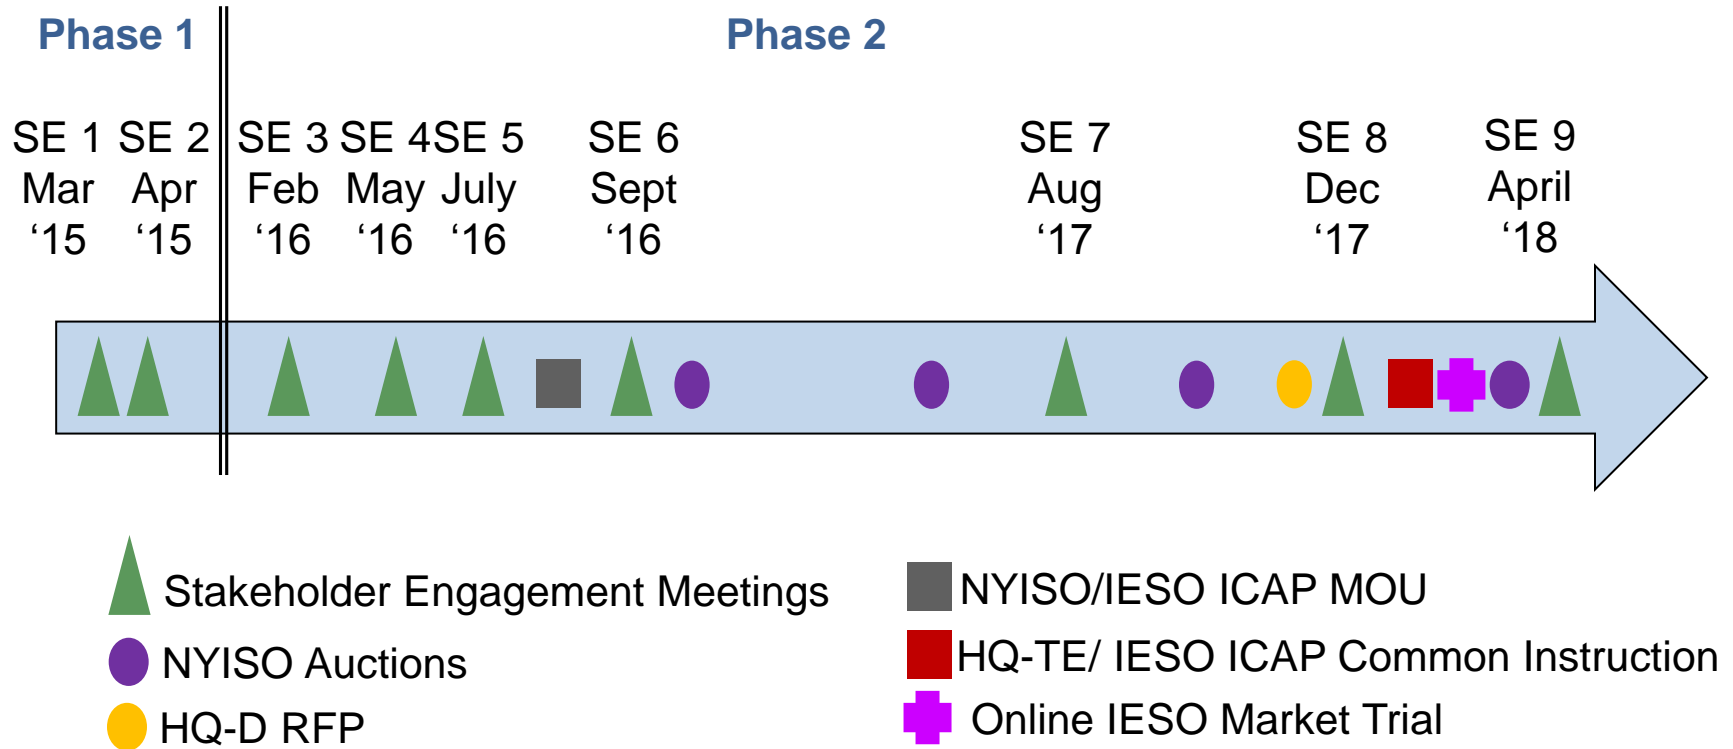 Phase 1
Phase 2
SE 1
Mar
‘15
SE 2
Apr
‘15
SE 3
Feb
‘16
SE 4
May
‘16
SE 5
July
‘16
SE 6
Sept
‘16
SE 7
Aug
‘17
SE 8
Dec
‘17
SE 9
April
‘18
Stakeholder Engagement Meetings
NYISO Auctions
HQ-D RFP
NYISO/IESO ICAP MOU
HQ-TE/ IESO ICAP Common Instruction
Online IESO Market Trial